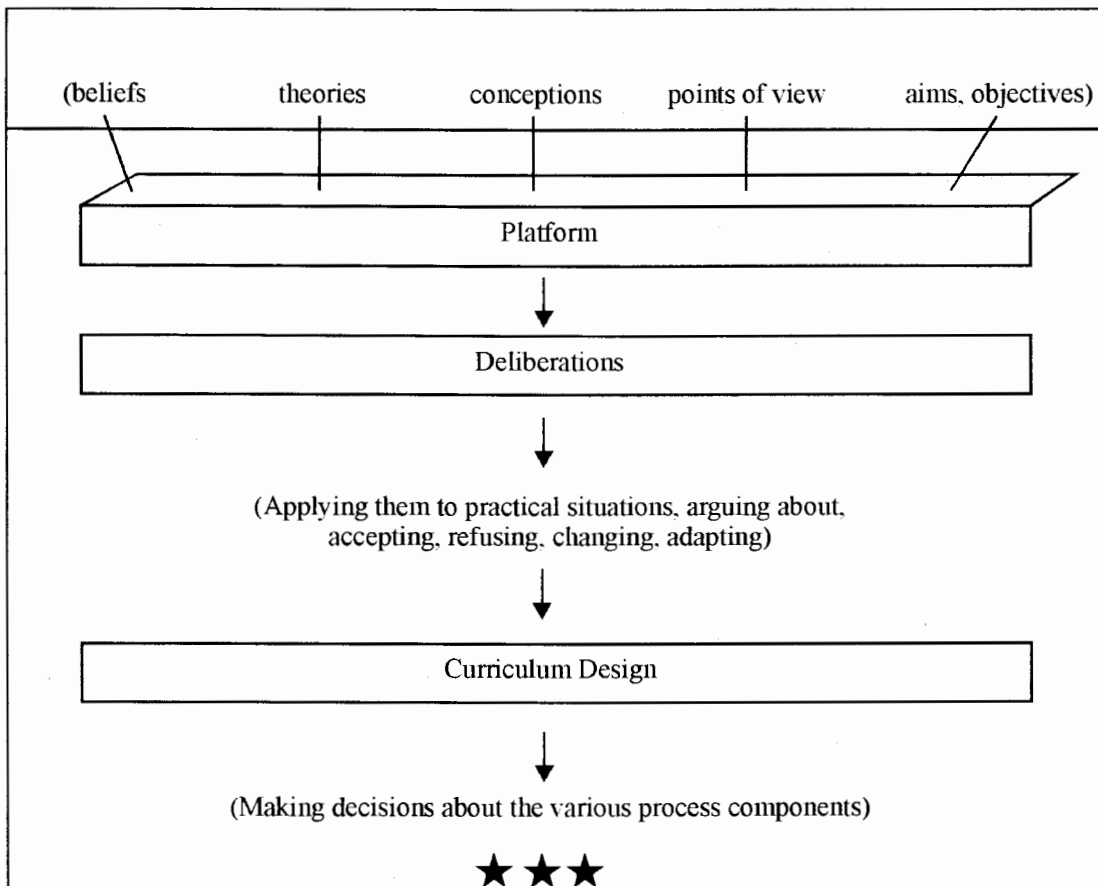 (beliefs theories conceptions points of view aims, objectives)
Platform
Deliberations
(Applying them to practical situations, arguing about,
accepting, refusing, changing, adapting)
Curriculum Design
(Making decisions about the various process components)